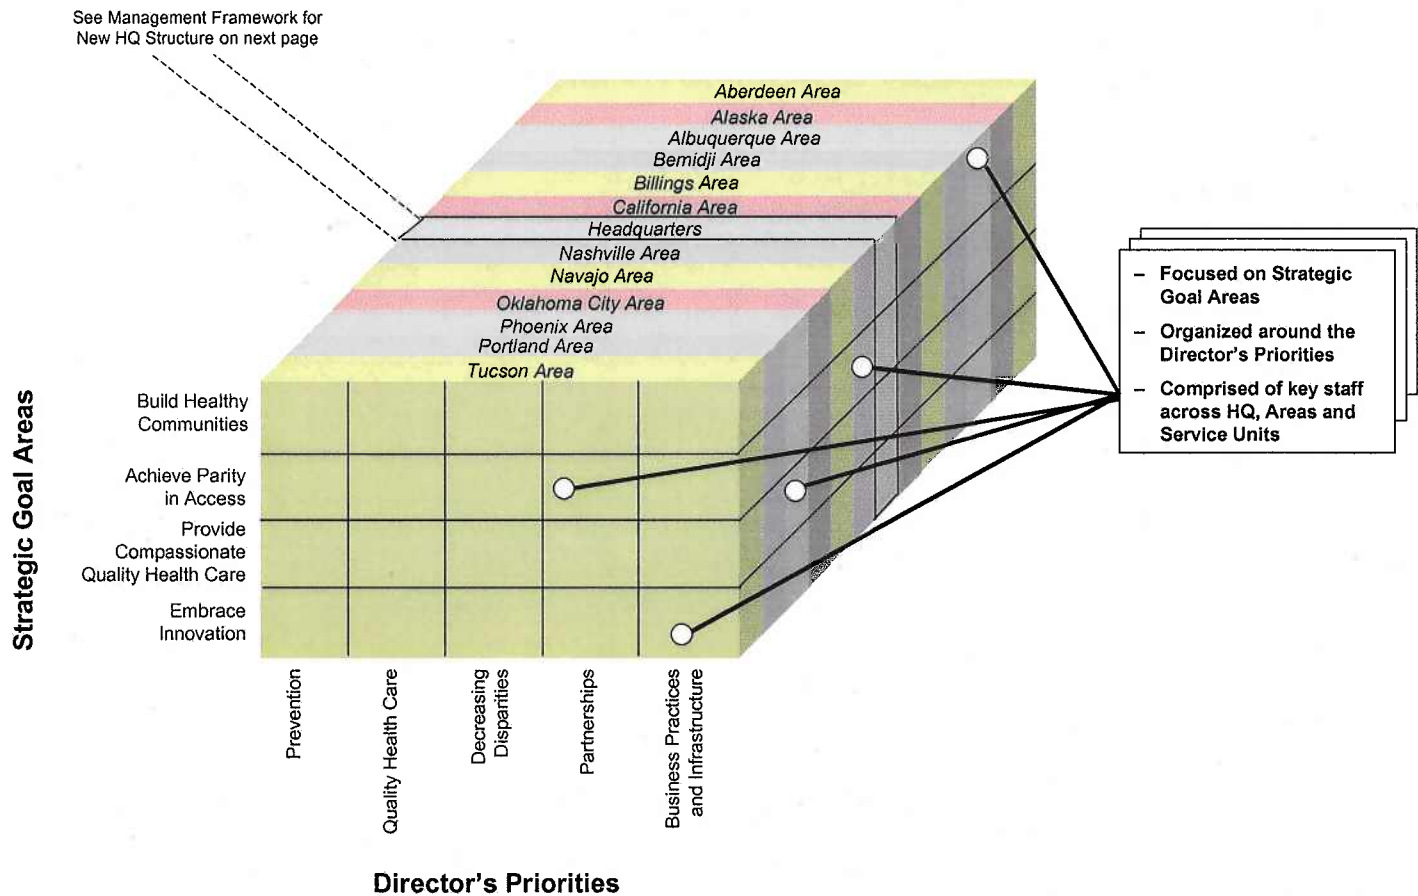 See Management Framework for
New HQ Structure on next page
Aberdeen Area
Alaska Area
Albuquerque Area
Bemidji Area
Billings Area
California Area
Headquarters
Nashville Area
Navajo Area
Oklahoma City Area
Phoenix Area
Portland Area
Tucson Area
– Focused on Strategic
Goal Areas
– Organized around the
Director's Priorities
– Comprised of key staff
across HQ, Areas and
Service Units
Strategic Goal Areas
Build Healthy
Communities
Achieve Parity
in Access
Provide
Compassionate
Quality Health Care
Embrace
Innovation
Prevention
Quality Health Care
Decreasing
Disparities
Partnerships
Business Practices
and Infrastructure
Director's Priorities